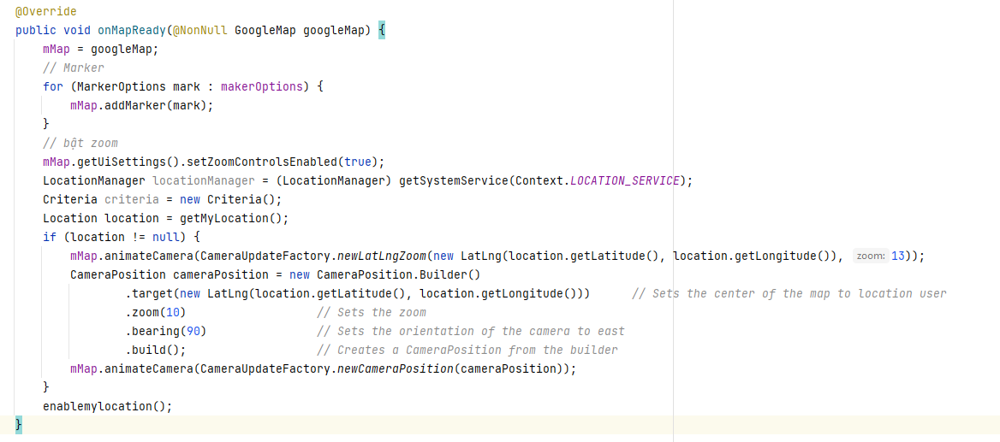 @Override
public void onMapReady(@NonNull GoogleMap googleMap) {
    mMap = googleMap;
    // Marker
    for (MarkerOptions mark : makerOptions) {
        mMap.addMarker(mark);
    }
    // bật zoom
    mMap.getUiSettings().setZoomControlsEnabled(true);
    LocationManager locationManager = (LocationManager) getSystemService(Context.LOCATION_SERVICE);
    Criteria criteria = new Criteria();
    Location location = getMyLocation();
    if (location != null) {
        mMap.animateCamera(CameraUpdateFactory.newLatLngZoom(new LatLng(location.getLatitude(), location.getLongitude()), zoom: 13));
        CameraPosition cameraPosition = new CameraPosition.Builder()
                .target(new LatLng(location.getLatitude(), location.getLongitude()))      // Sets the center of the map to location user
                .zoom(10)                   // Sets the zoom
                .bearing(90)                // Sets the orientation of the camera to east
                .build();                   // Creates a CameraPosition from the builder
        mMap.animateCamera(CameraUpdateFactory.newCameraPosition(cameraPosition));
    }
    enablemylocation();
}